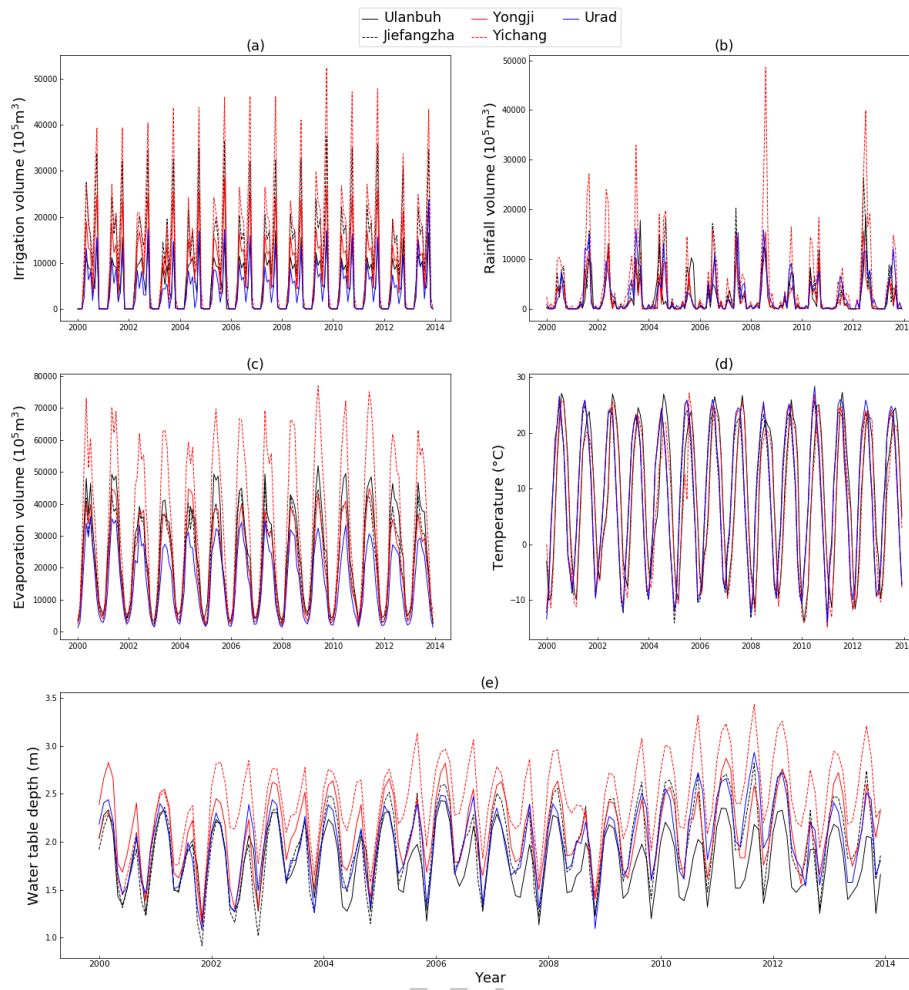 Ulanbuh Yongji Urad
Jiefangzha Yichang
(a) (b)
Irrigation volume (10⁵m³)
50000
40000
30000
20000
10000
0
2000 2002 2004 2006 2008 2010 2012 2014
Rainfall volume (10⁵m³)
50000
40000
30000
20000
10000
0
2000 2002 2004 2006 2008 2010 2012 2014
(c) (d)
Evaporation volume (10⁵m³)
80000
70000
60000
50000
40000
30000
20000
10000
0
2000 2002 2004 2006 2008 2010 2012 2014
Temperature (°C)
30
20
10
0
−10
2000 2002 2004 2006 2008 2010 2012
(e)
Water table depth (m)
3.5
3.0
2.5
2.0
1.5
1.0
2000 2002 2004 2006 2008 2010 2012 2014
Year